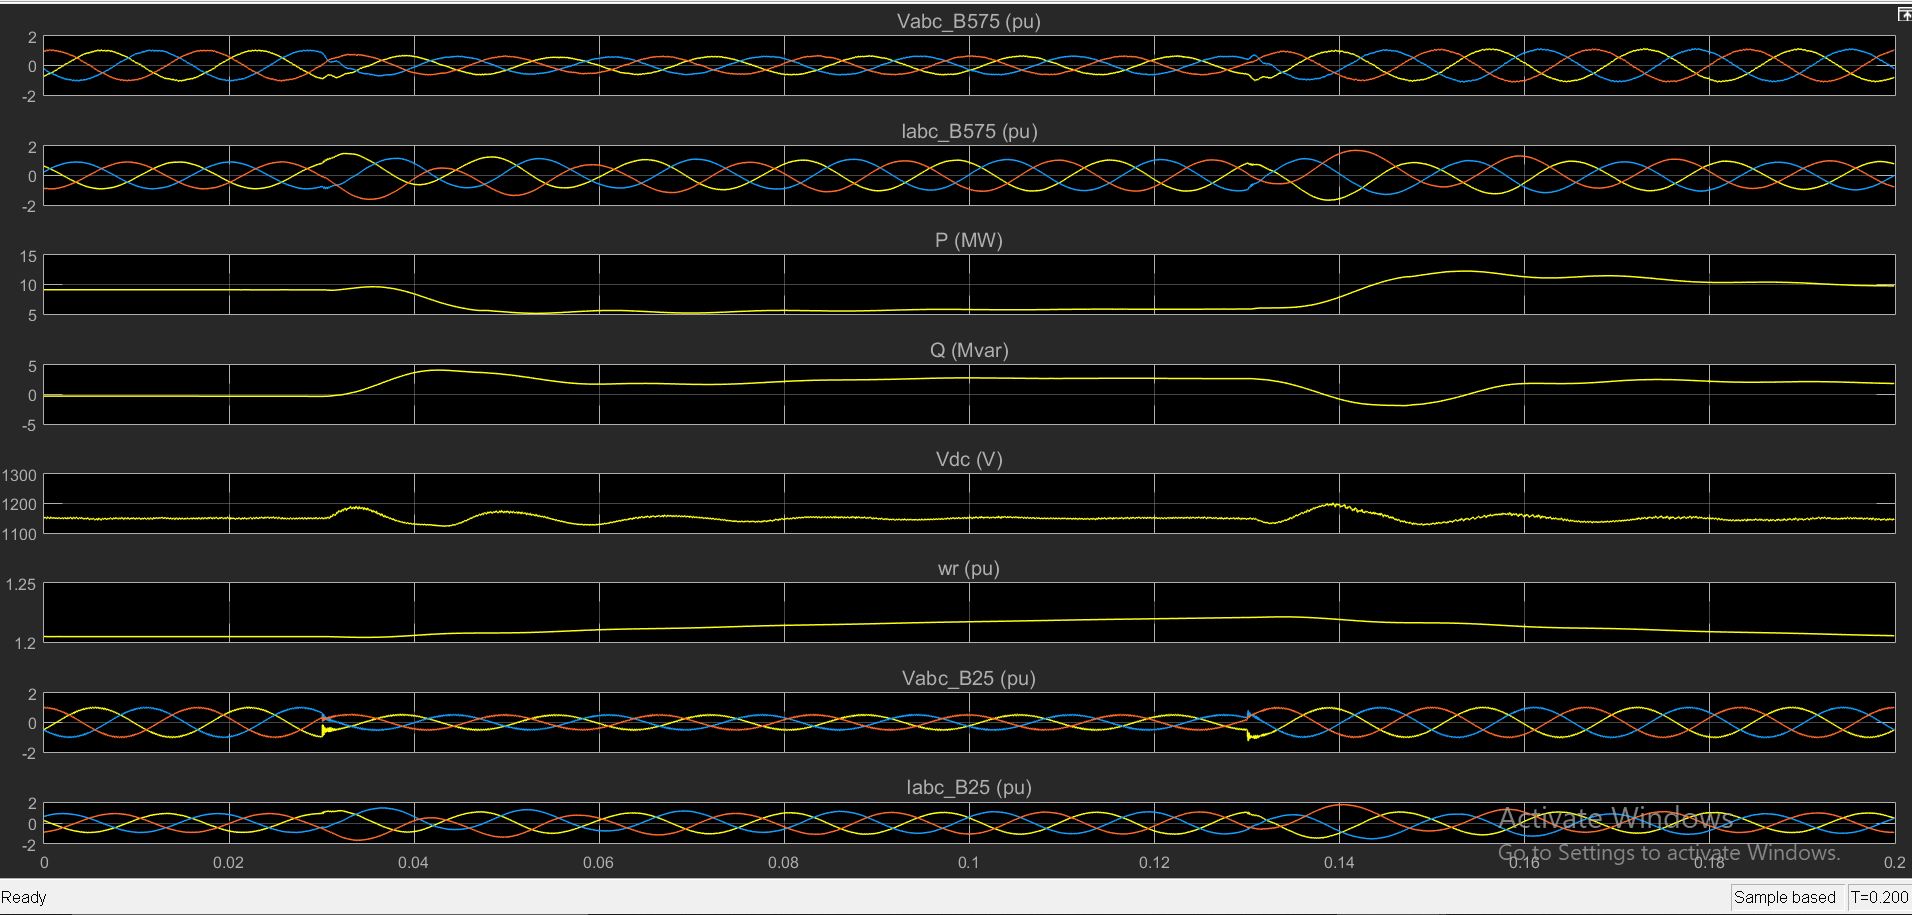 Vabc_B575 (pu)
2
0
-2
Iabc_B575 (pu)
2
0
-2
P (MW)
15
10
5
Q (Mvar)
5
0
-5
Vdc (V)
1300
1200
1100
wr (pu)
1.25
1.2
Vabc_B25 (pu)
2
0
-2
Iabc_B25 (pu)
2
0
-2
0 0.02 0.04 0.06 0.08 0.1 0.12 0.14 0.16 0.18 0.2
Activate Windows
Go to Settings to activate Windows.
Ready Sample based T=0.200